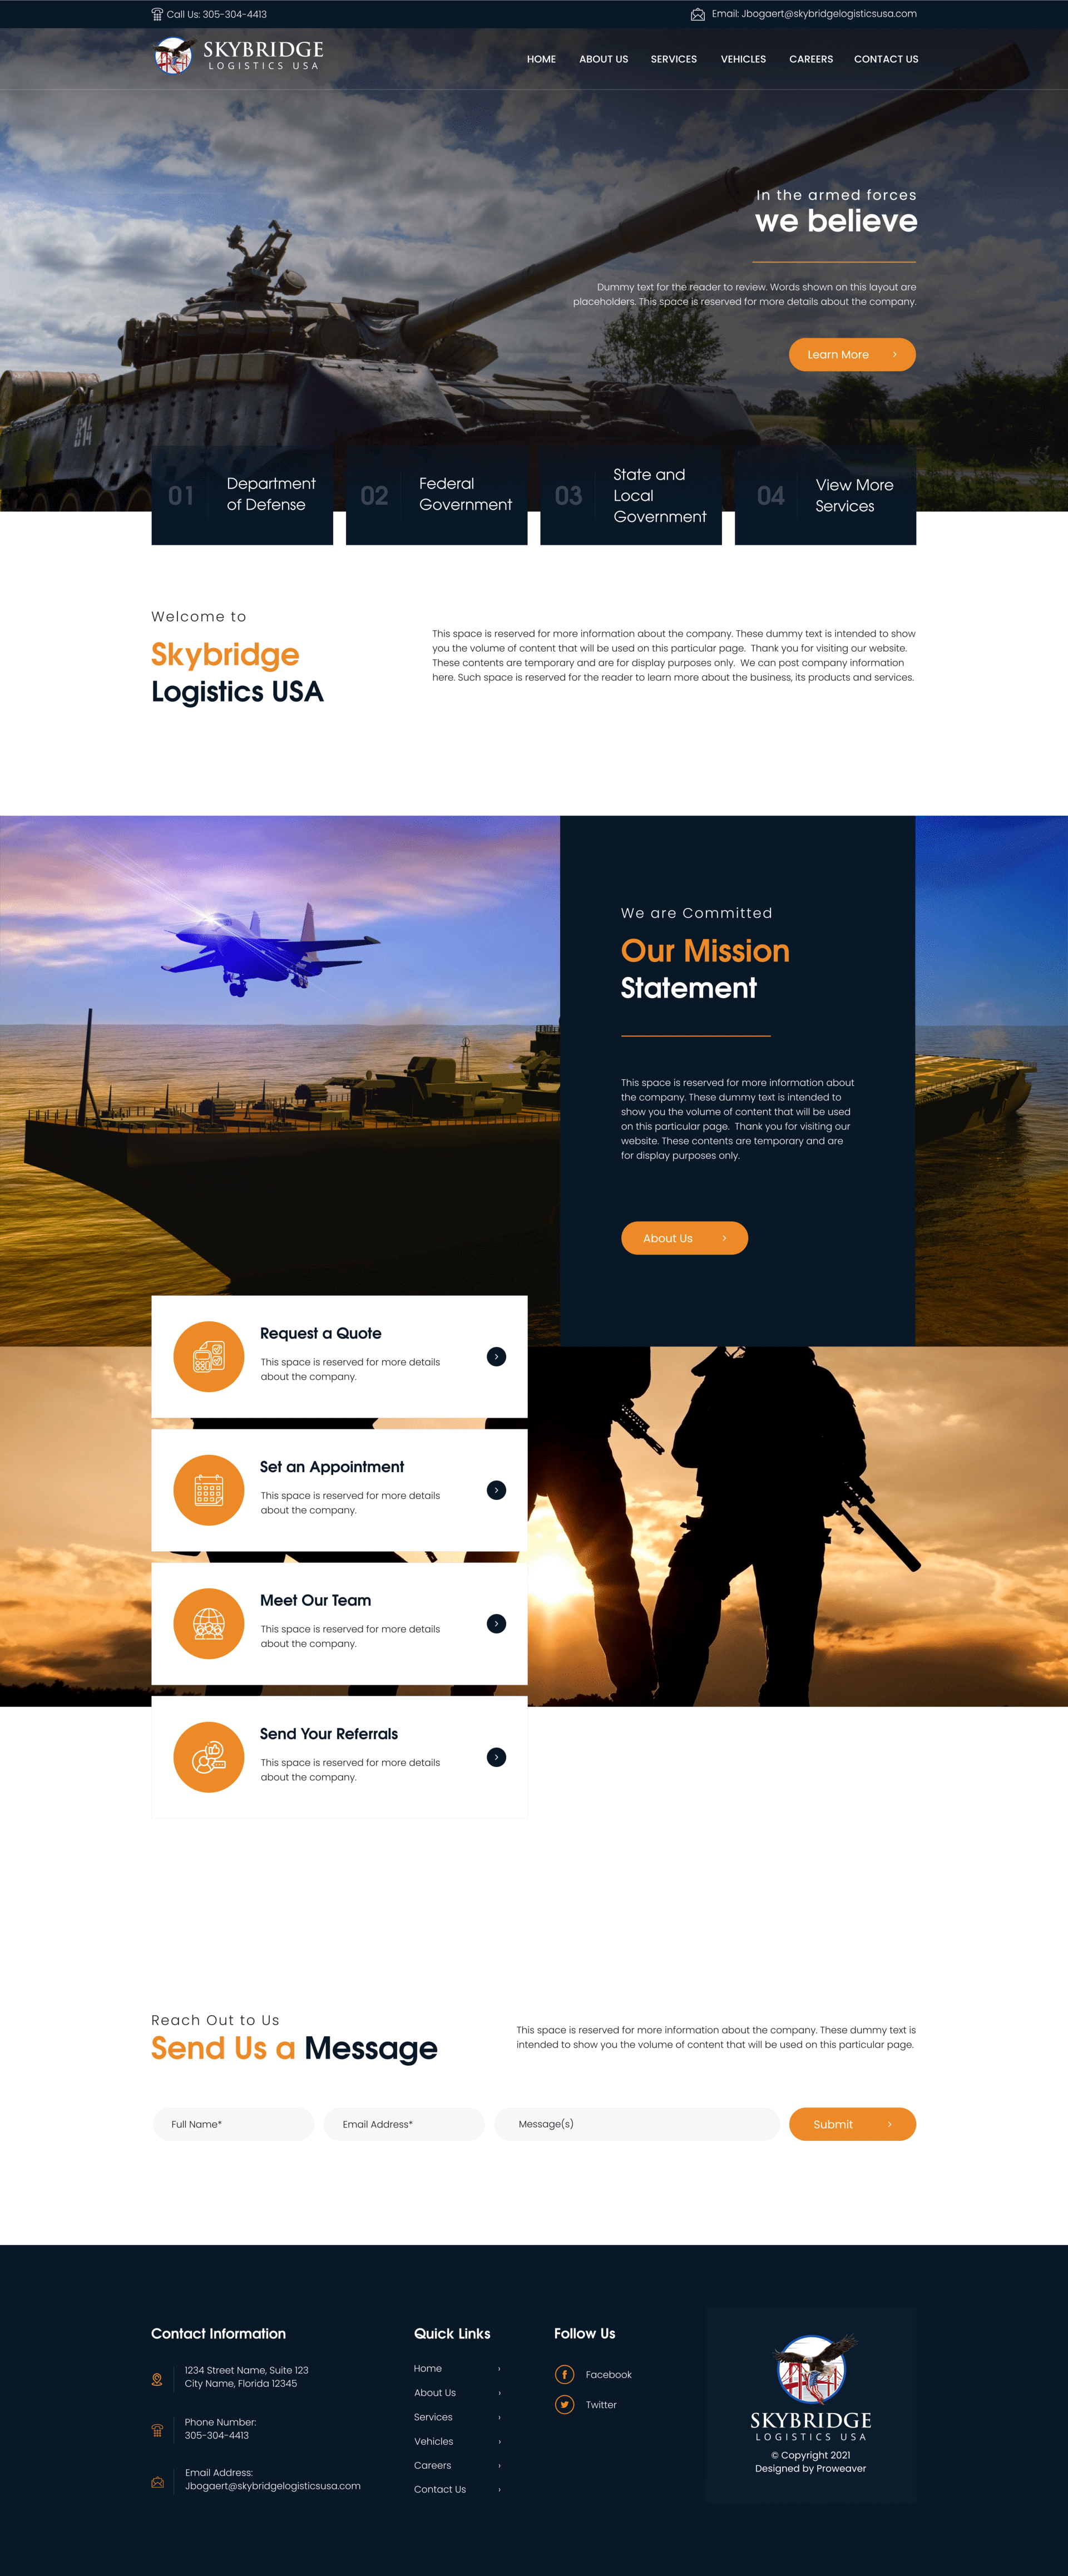 Call Us: 305-304-4413
Email: Jbogaert@skybridgelogisticsusa.com
SKYBRIDGE
LOGISTICS USA
HOME ABOUT US SERVICES VEHICLES CAREERS CONTACT US
In the armed forces
we believe
Dummy text for the reader to review. Words shown on this layout are
placeholders. This space is reserved for more details about the company.
Learn More
01
Department
of Defense
02
Federal
Government
03
State and
Local
Government
04
View More
Services
Welcome to
Skybridge
Logistics USA
This space is reserved for more information about the company. These dummy text is intended to show
you the volume of content that will be used on this particular page. Thank you for visiting our website.
These contents are temporary and are for display purposes only. We can post company information
here. Such space is reserved for the reader to learn more about the business, its products and services.
We are Committed
Our Mission
Statement
This space is reserved for more information about
the company. These dummy text is intended to
show you the volume of content that will be used
on this particular page. Thank you for visiting our
website. These contents are temporary and are
for display purposes only.
About Us
Request a Quote
This space is reserved for more details
about the company.
Set an Appointment
This space is reserved for more details
about the company.
Meet Our Team
This space is reserved for more details
about the company.
Send Your Referrals
This space is reserved for more details
about the company.
Reach Out to Us
Send Us a Message
This space is reserved for more information about the company. These dummy text is
intended to show you the volume of content that will be used on this particular page.
Full Name*
Email Address*
Message(s)
Submit
Contact Information
1234 Street Name, Suite 123
City Name, Florida 12345
Phone Number:
305-304-4413
Email Address:
Jbogaert@skybridgelogisticsusa.com
Quick Links
Home
About Us
Services
Vehicles
Careers
Contact Us
Follow Us
Facebook
Twitter
SKYBRIDGE
LOGISTICS USA
© Copyright 2021
Designed by Proweaver